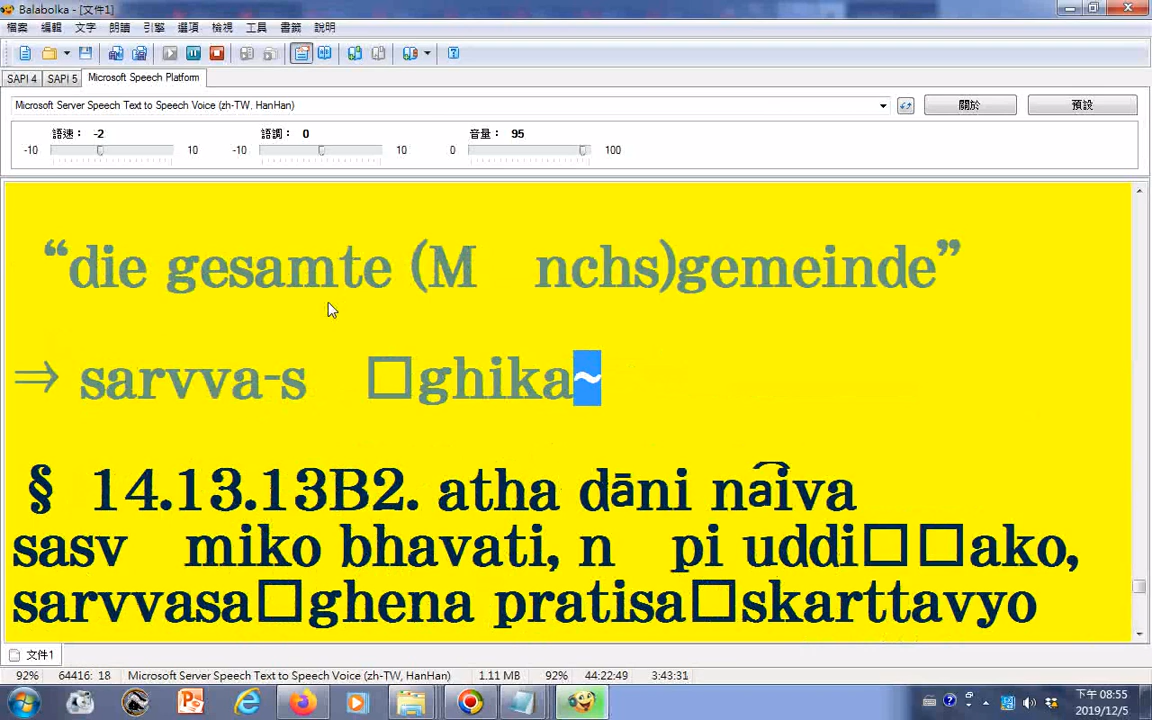 Balabolka - [文件1]
檔案 編輯 文字 朗讀 引擎 選項 檢視 工具 書籤 說明
SAPI 4 SAPI 5 Microsoft Speech Platform
Microsoft Server Speech Text to Speech Voice (zh-TW, HanHan) 關於 預設
語速： -2 語調： 0 音量： 95
-10 10 -10 10 0 100
“die gesamte (M nchs)gemeinde”
⇒ sarvva-s □ghika~
§ 14.13.13B2. atha dāni na͡iva
sasv miko bhavati, n pi uddi□□ako,
sarvvasa□ghena pratisa□skarttavyo
文件1
92% 64416: 18 Microsoft Server Speech Text to Speech Voice (zh-TW, HanHan) 1.11 MB 92% 44:22:49 3:43:31
下午 08:55
2019/12/5